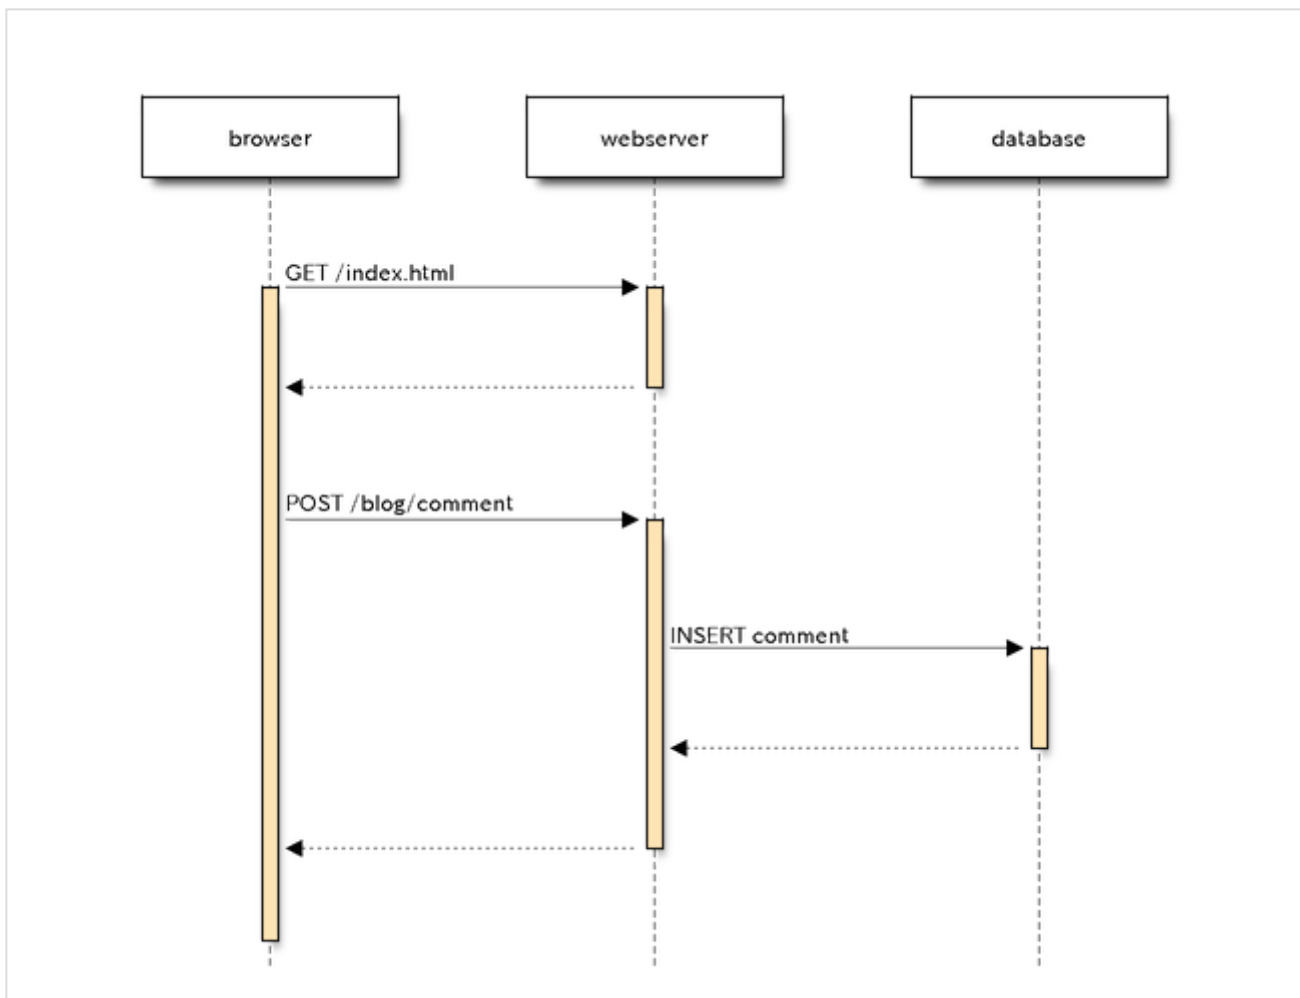 browser
webserver
database
GET /index.html
POST /blog/comment
INSERT comment